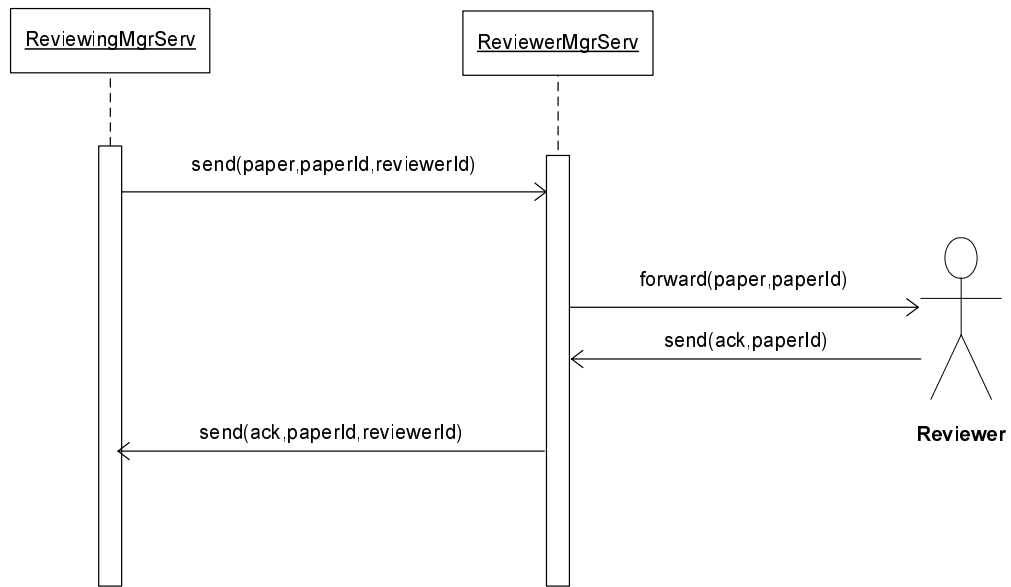 ReviewingMgrServ
ReviewerMgrServ
send(paper,paperId,reviewerId)
forward(paper,paperId)
send(ack,paperId)
send(ack,paperId,reviewerId)
Reviewer